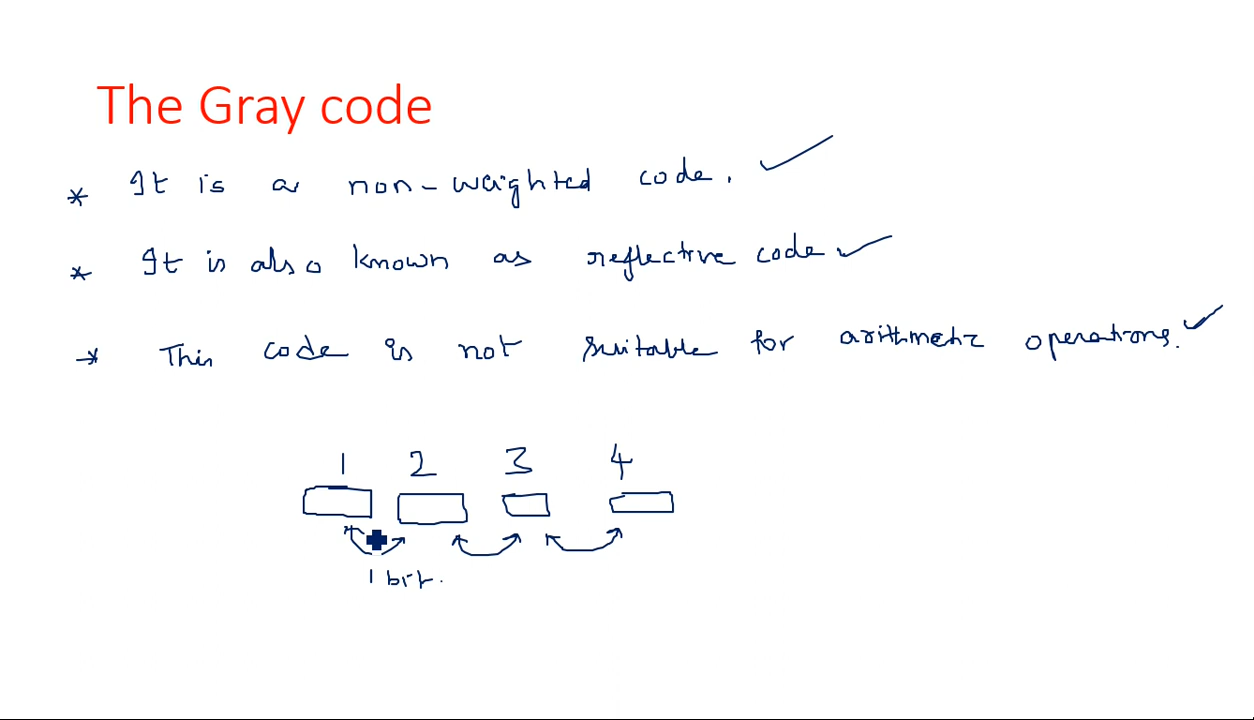 The Gray code
* It is a non-weighted code.
* It is also known as reflective code
* This code is not suitable for arithmetic operations.
1 2 3 4
1 bit.